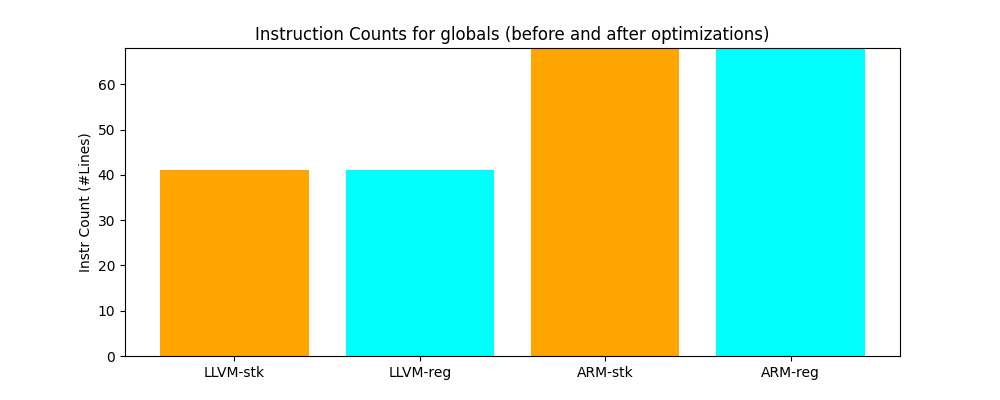 Instruction Counts for globals (before and after optimizations)
Instr Count (#Lines)
60
50
40
30
20
10
0
LLVM-stk LLVM-reg ARM-stk ARM-reg